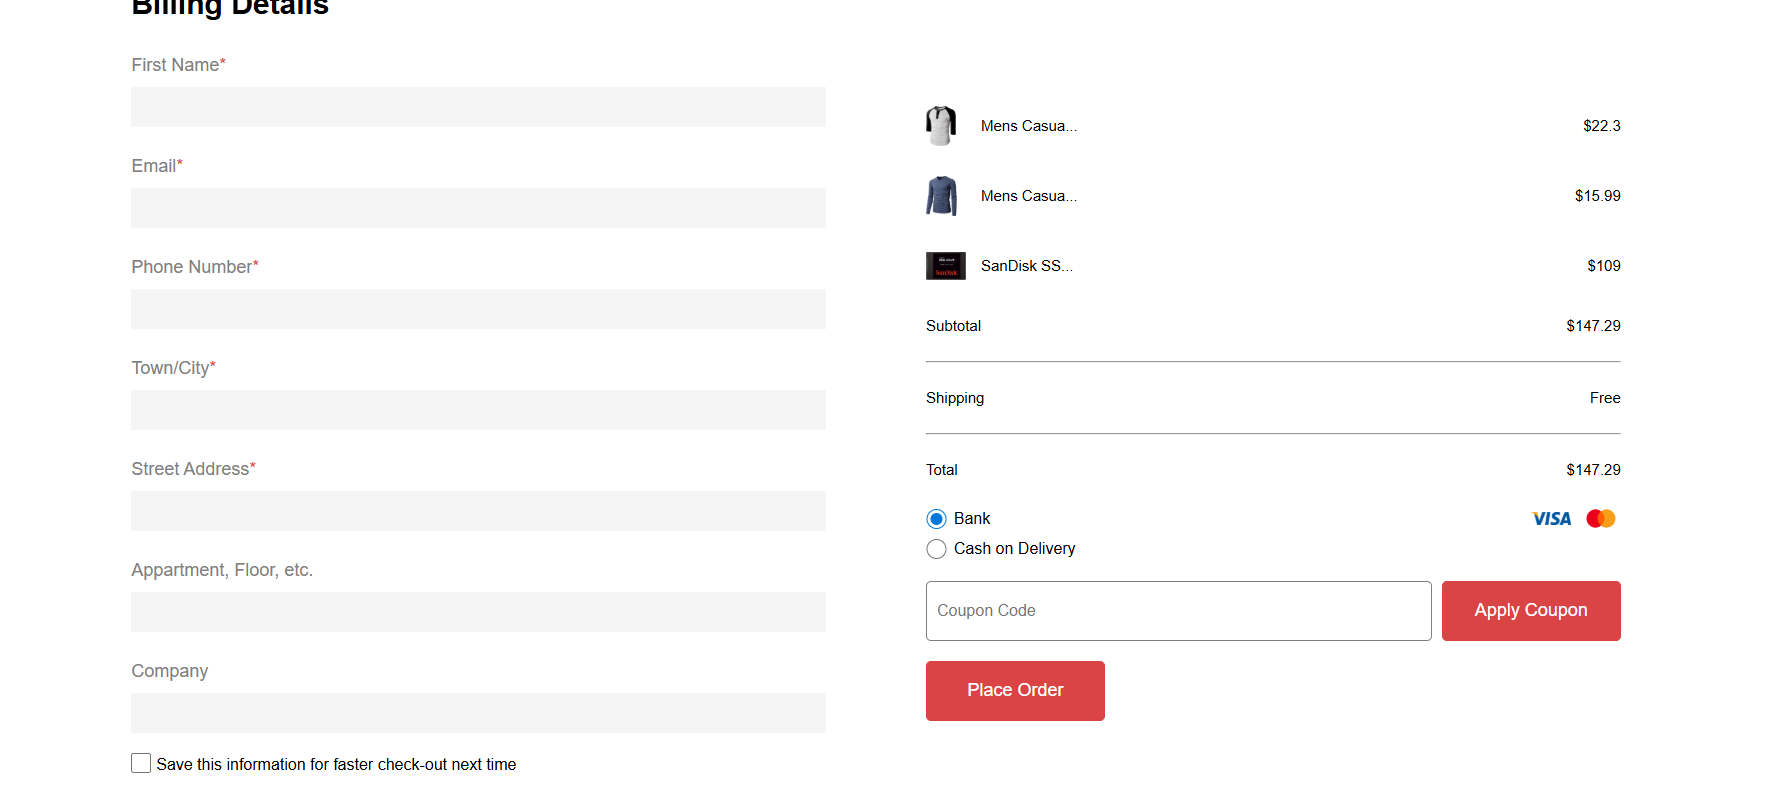 Billing Details
First Name*
Email*
Phone Number*
Town/City*
Street Address*
Appartment, Floor, etc.
Company
Save this information for faster check-out next time
Mens Casua... $22.3
Mens Casua... $15.99
SanDisk
SanDisk SS... $109
Subtotal $147.29
Shipping Free
Total $147.29
Bank VISA
Cash on Delivery
Coupon Code Apply Coupon
Place Order